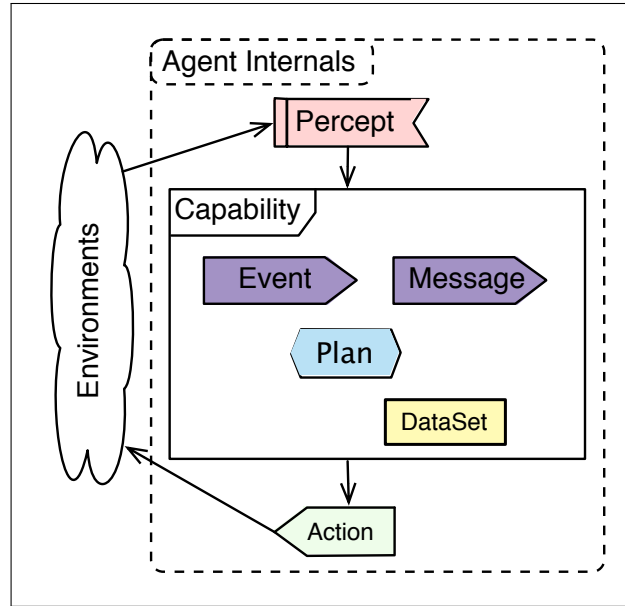 Agent Internals
Percept
Capability
Event
Message
Plan
DataSet
Action
Environments